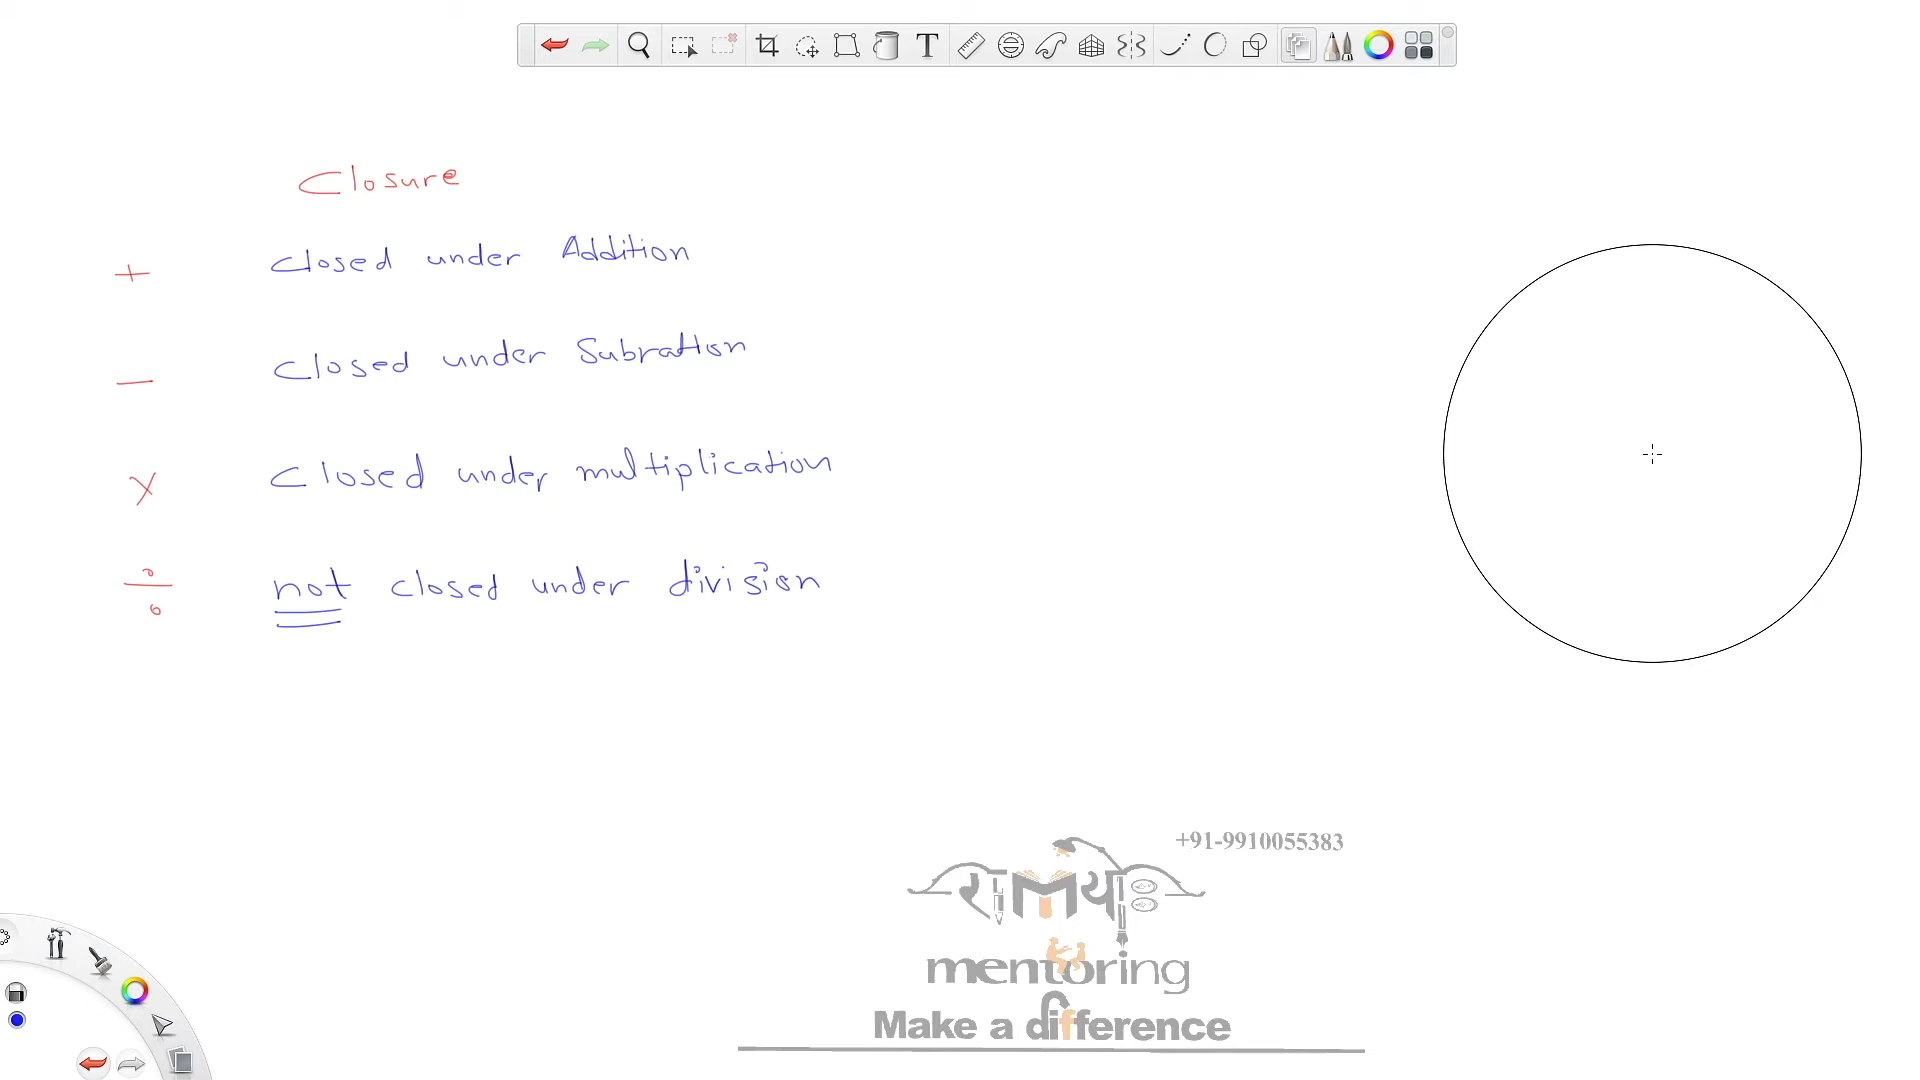 Closure
+ Closed under Addition
— Closed under Subration
× Closed under multiplication
÷ not closed under division
+91-9910055383
रामया:
mentoring
Make a difference